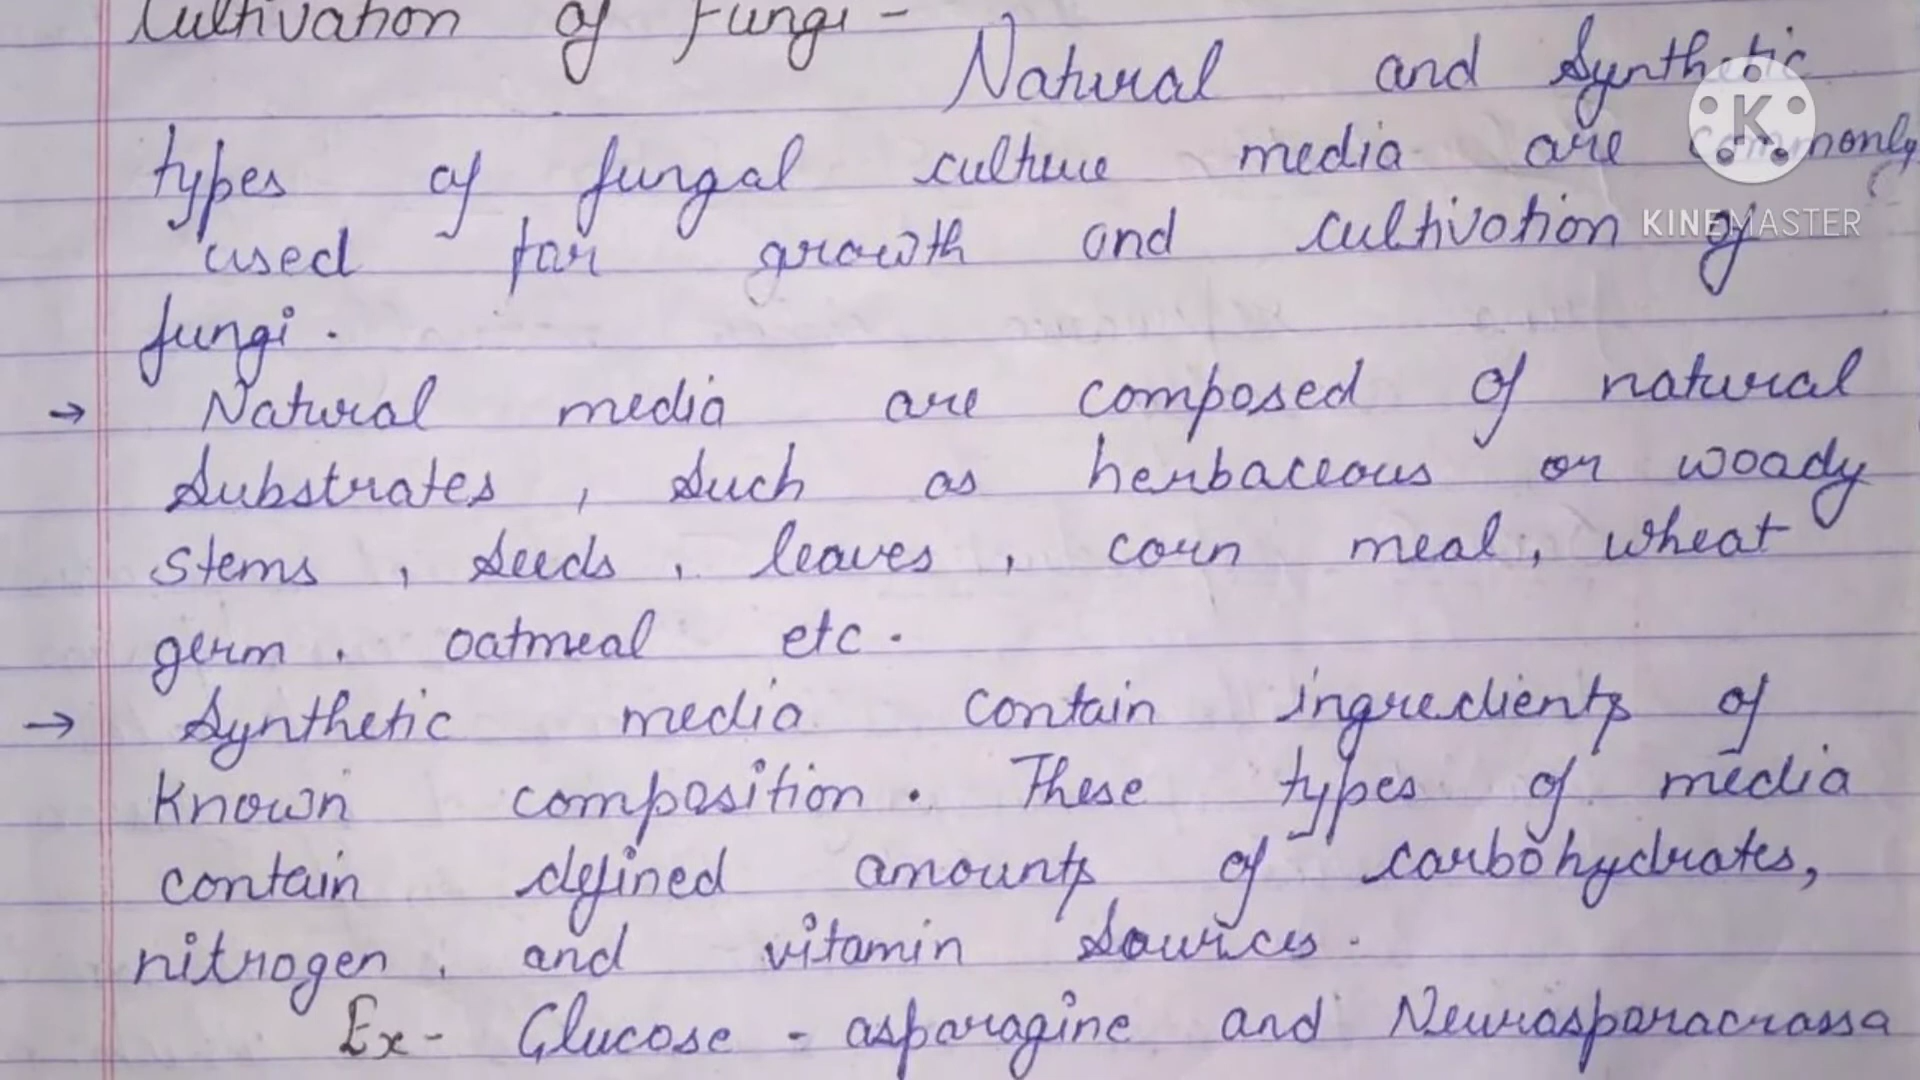 Cultivation of Fungi -
Natural and Synthetic
types of fungal culture media are commonly
used for growth and cultivation of
fungi.
→ Natural media are composed of natural
substrates, such as herbaceous or woody
stems, seeds, leaves, corn meal, wheat
germ, oatmeal etc.
→ Synthetic media contain ingredients of
known composition. These types of media
contain defined amounts of carbohydrates,
nitrogen, and vitamin sources.
Ex- Glucose - asparagine and Neurosporacrassa
K
KINEMASTER